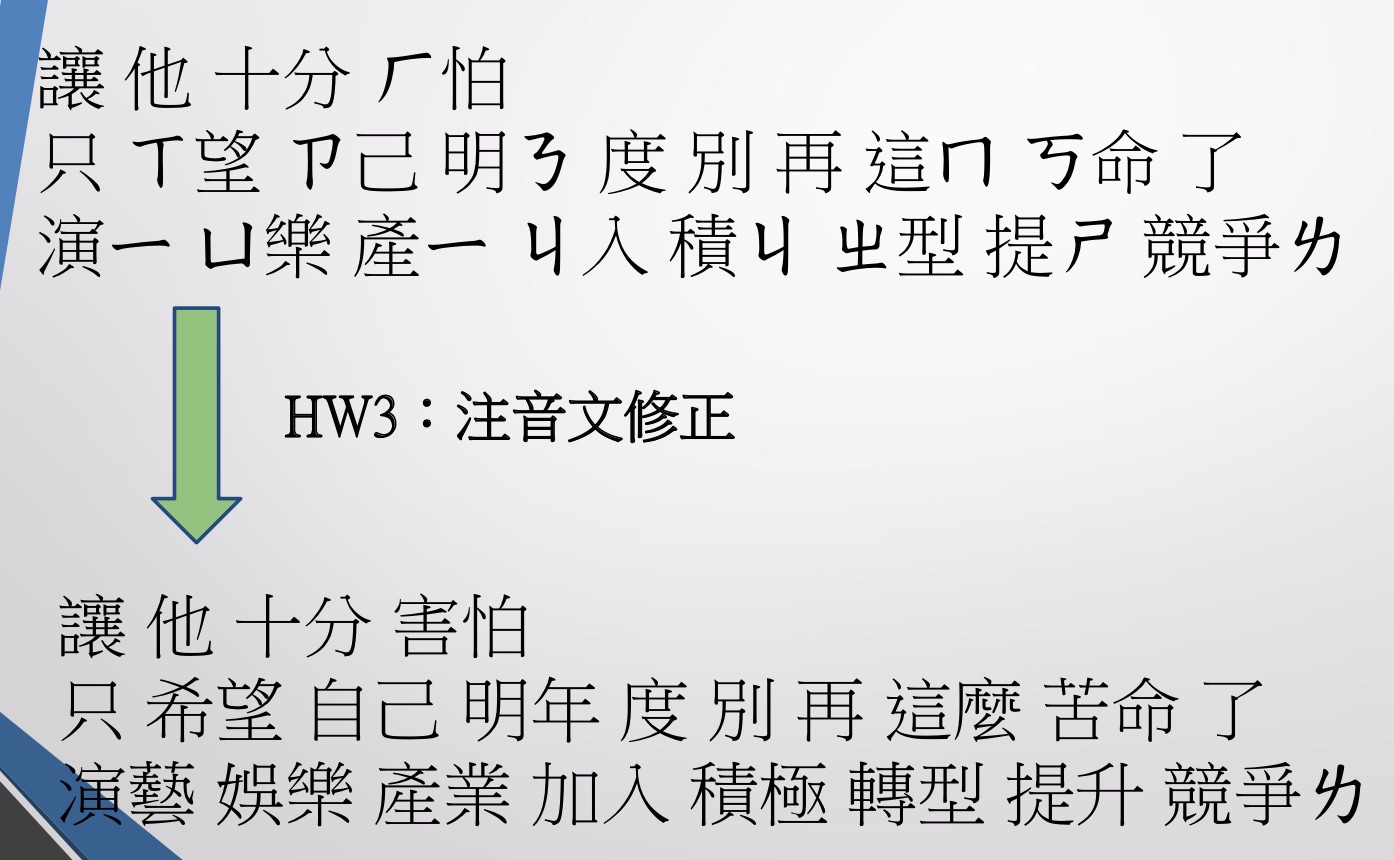 讓 他 十分 ㄏ怕
只 ㄒ望 ㄗ己 明ㄋ 度 別 再 這ㄇ ㄎ命 了
演ㄧ ㄩ樂 產ㄧ ㄐ入 積ㄐ ㄓ型 提ㄕ 競爭ㄌ
HW3：注音文修正
讓 他 十分 害怕
只 希望 自己 明年 度 別 再 這麼 苦命 了
演藝 娛樂 產業 加入 積極 轉型 提升 競爭ㄌ